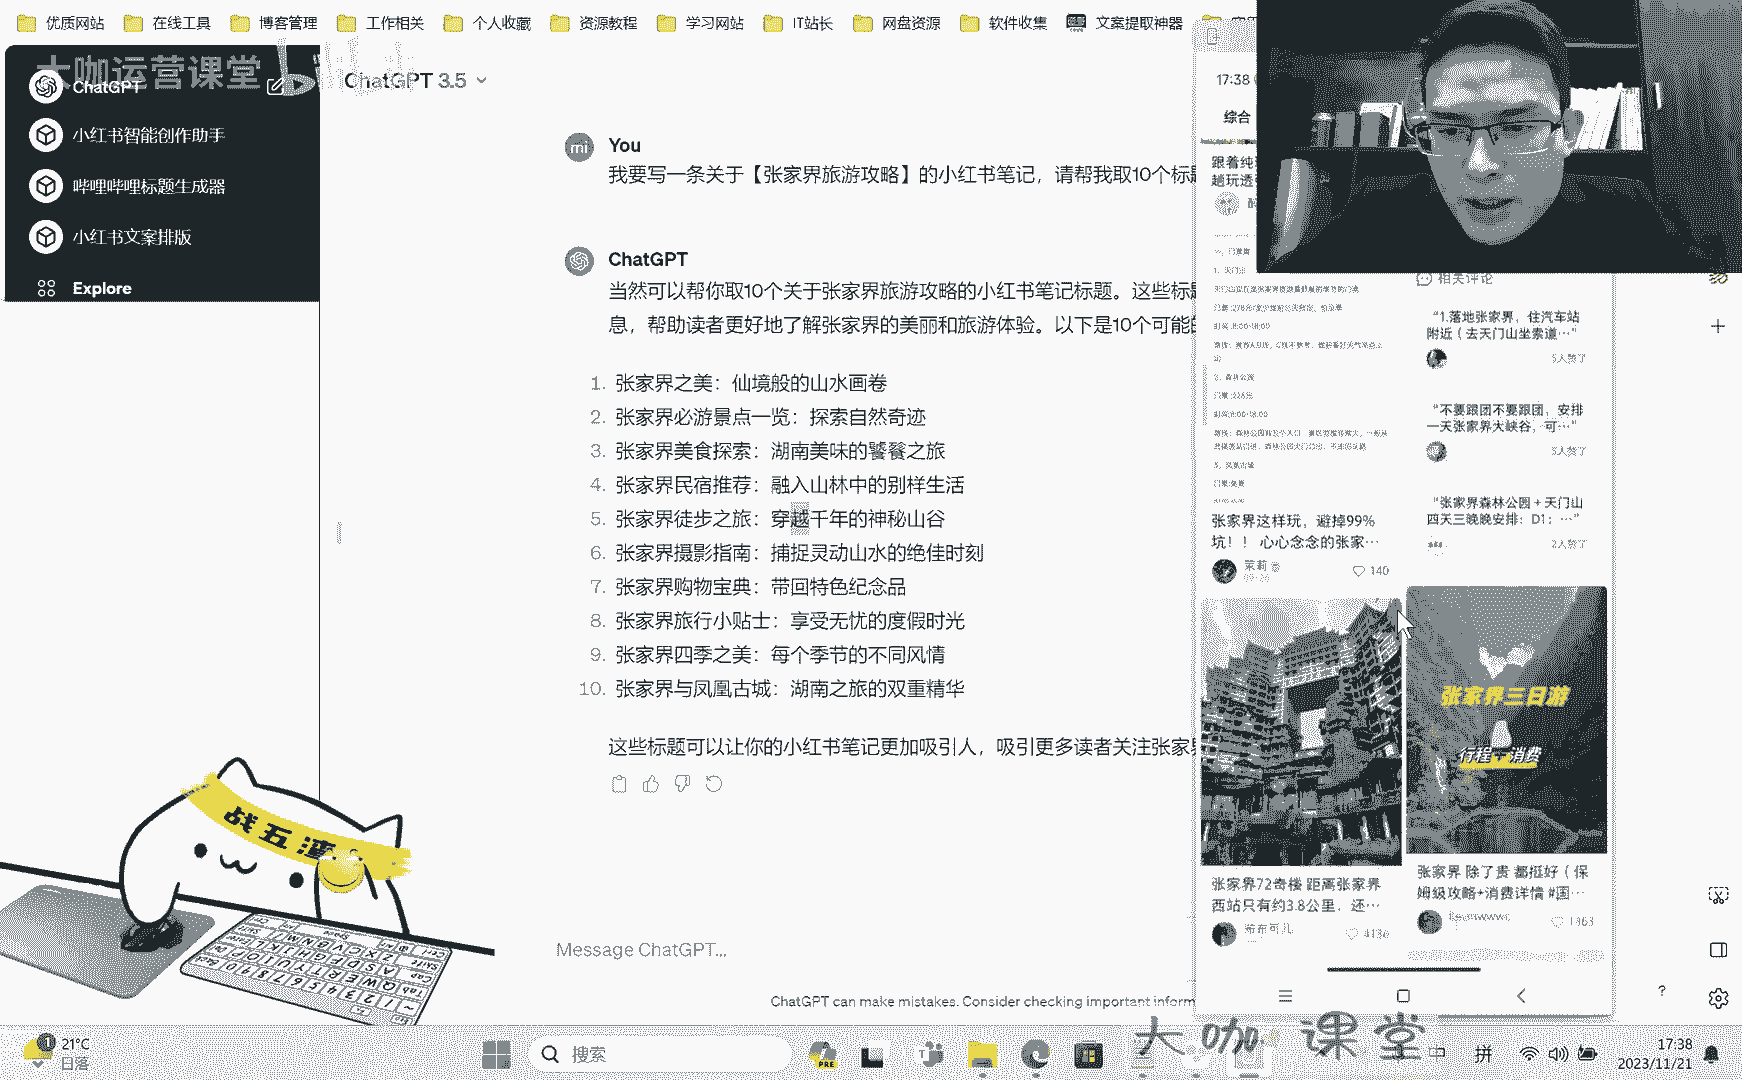 优质网站
在线工具
博客管理
工作相关
个人收藏
资源教程
学习网站
IT站长
网盘资源
软件收集
文案提取神器
大咖运营课堂
bilibili
ChatGPT
小红书智能创作助手
哔哩哔哩标题生成器
小红书文案排版
Explore
ChatGPT 3.5
You
我要写一条关于【张家界旅游攻略】的小红书笔记，请帮我取10个标题
ChatGPT
当然可以帮你取10个关于张家界旅游攻略的小红书笔记标题。这些标题
息，帮助读者更好地了解张家界的美丽和旅游体验。以下是10个可能的
1. 张家界之美：仙境般的山水画卷
2. 张家界必游景点一览：探索自然奇迹
3. 张家界美食探索：湖南美味的饕餮之旅
4. 张家界民宿推荐：融入山林中的别样生活
5. 张家界徒步之旅：穿越千年的神秘山谷
6. 张家界摄影指南：捕捉灵动山水的绝佳时刻
7. 张家界购物宝典：带回特色纪念品
8. 张家界旅行小贴士：享受无忧的度假时光
9. 张家界四季之美：每个季节的不同风情
10. 张家界与凤凰古城：湖南之旅的双重精华
这些标题可以让你的小红书笔记更加吸引人，吸引更多读者关注张家界
Message ChatGPT...
ChatGPT can make mistakes. Consider checking important inform
17:38
综合
跟着纯
越玩透
张家界这样玩，避掉99%
坑！！ 心心念念的张家…
茉莉
140
相关评论
“1.落地张家界，住汽车站
附近（去天门山坐索道…”
5人赞了
“不要跟团不要跟团，安排
一天张家界大峡谷，可…”
“张家界森林公园+天门山
四天三晚晚安排：D1：…”
2人赞了
张家界三日游
行程 消费
张家界72奇楼 距离张家界
西站只有约3.8公里，还…
张家界 除了贵 都挺好（保
姆级攻略+消费详情 #国…
战五渣
大咖课堂
21°C
日落
搜索
PRE
拼
17:38
2023/11/21